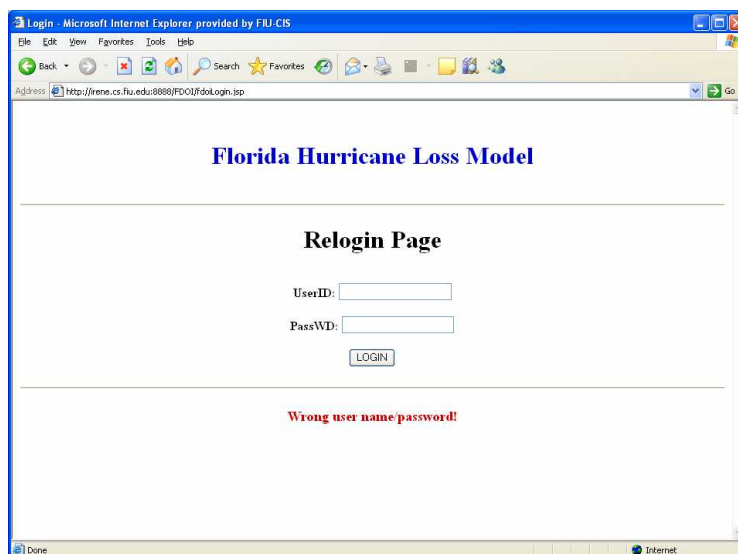 Login - Microsoft Internet Explorer provided by FIU-CIS
File Edit View Favorites Tools Help
Back Search Favorites
Address http://irene.cs.fiu.edu:8888/FDOI/fdoiLogin.jsp Go
Florida Hurricane Loss Model
Relogin Page
UserID:
PassWD:
LOGIN
Wrong user name/password!
Done Internet